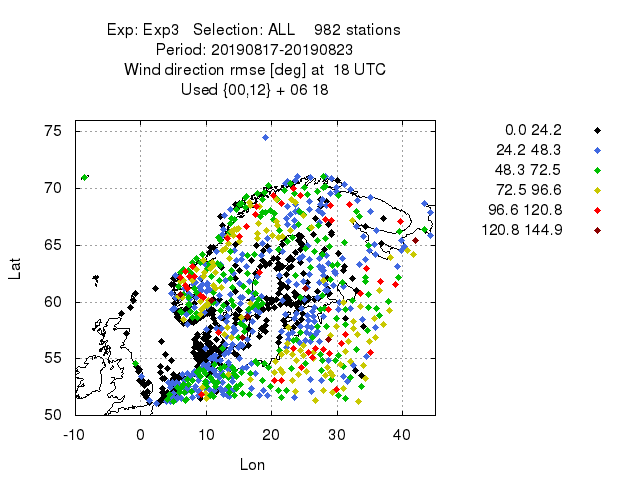 Exp: Exp3 Selection: ALL 982 stations
Period: 20190817-20190823
Wind direction rmse [deg] at 18 UTC
Used {00,12} + 06 18
0.0 24.2
24.2 48.3
48.3 72.5
72.5 96.6
96.6 120.8
120.8 144.9
75
70
65
60
55
50
Lat
-10 0 10 20 30 40
Lon